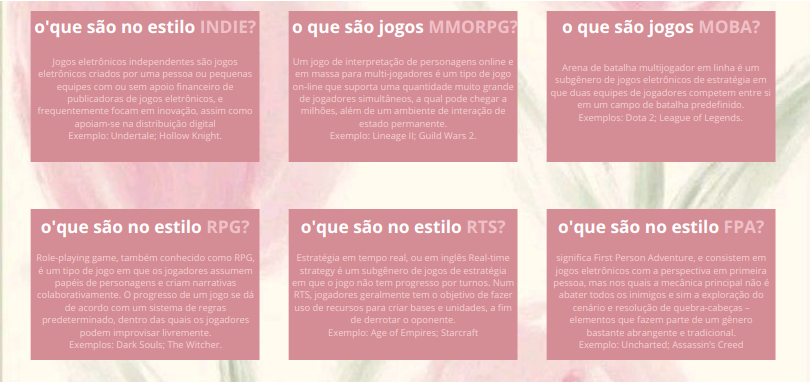 o'que são no estilo INDIE?
Jogos eletrônicos independentes são jogos
eletrônicos criados por uma pessoa ou pequenas
equipes com ou sem apoio financeiro de
publicadoras de jogos eletrônicos, e
frequentemente focam em inovação, assim como
apoiam-se na distribuição digital
Exemplo: Undertale; Hollow Knight.
o que são jogos MMORPG?
Um jogo de interpretação de personagens online e
em massa para multi-jogadores é um tipo de jogo
on-line que suporta uma quantidade muito grande
de jogadores simultâneos, a qual pode chegar a
milhões, além de um ambiente de interação de
estado permanente.
Exemplo: Lineage II; Guild Wars 2.
o que são jogos MOBA?
Arena de batalha multijogador em linha é um
subgênero de jogos eletrônicos de estratégia em
que duas equipes de jogadores competem entre si
em um campo de batalha predefinido.
Exemplos: Dota 2; League of Legends.
o'que são no estilo RPG?
Role-playing game, também conhecido como RPG,
é um tipo de jogo em que os jogadores assumem
papéis de personagens e criam narrativas
colaborativamente. O progresso de um jogo se dá
de acordo com um sistema de regras
predeterminado, dentro das quais os jogadores
podem improvisar livremente.
Exemplos: Dark Souls; The Witcher.
o'que são no estilo RTS?
Estratégia em tempo real, ou em inglês Real-time
strategy é um subgênero de jogos de estratégia
em que o jogo não tem progresso por turnos. Num
RTS, jogadores geralmente tem o objetivo de fazer
uso de recursos para criar bases e unidades, a fim
de derrotar o oponente.
Exemplo: Age of Empires; Starcraft
o'que são no estilo FPA?
significa First Person Adventure, e consistem em
jogos eletrônicos com a perspectiva em primeira
pessoa, mas nos quais a mecânica principal não é
abater todos os inimigos e sim a exploração do
cenário e resolução de quebra-cabeças –
elementos que fazem parte de um gênero
bastante abrangente e tradicional.
Exemplo: Uncharted; Assassin's Creed